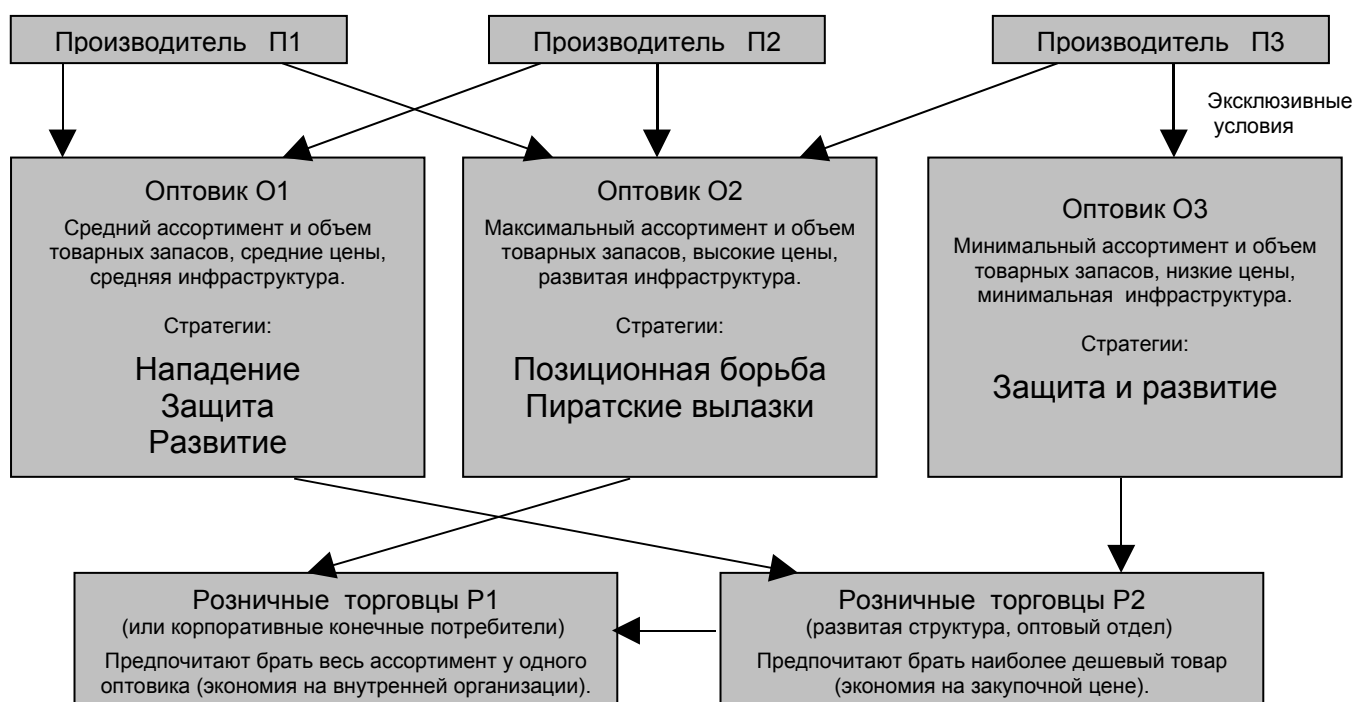 Производитель П1
Производитель П2
Производитель П3
Эксклюзивные
условия
Оптовик О1
Средний ассортимент и объем
товарных запасов, средние цены,
средняя инфраструктура.
Стратегии:
Нападение
Защита
Развитие
Оптовик О2
Максимальный ассортимент и объем
товарных запасов, высокие цены,
развитая инфраструктура.
Стратегии:
Позиционная борьба
Пиратские вылазки
Оптовик О3
Минимальный ассортимент и объем
товарных запасов, низкие цены,
минимальная инфраструктура.
Стратегии:
Защита и развитие
Розничные торговцы Р1
(или корпоративные конечные потребители)
Предпочитают брать весь ассортимент у одного
оптовика (экономия на внутренней организации).
Розничные торговцы Р2
(развитая структура, оптовый отдел)
Предпочитают брать наиболее дешевый товар
(экономия на закупочной цене).